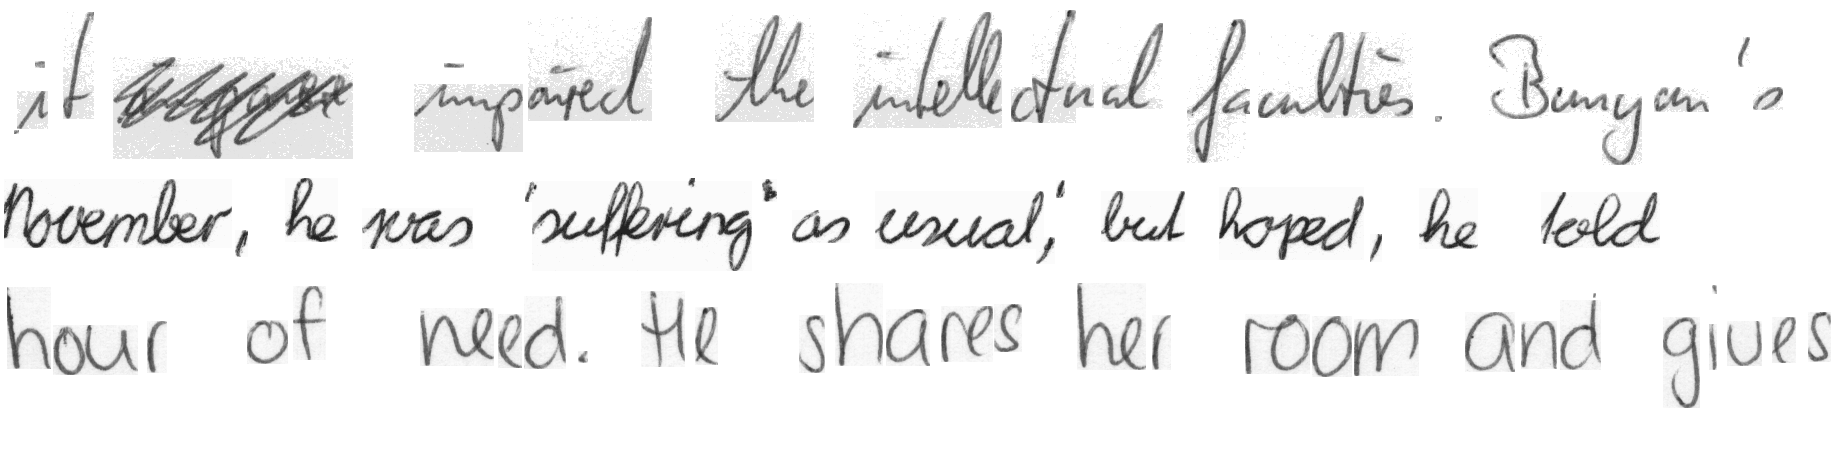 it impaired the intellectual faculties. Bunyan's
November, he was 'suffering' as usual,' but hoped, he told
hour of need. He shares her room and gives